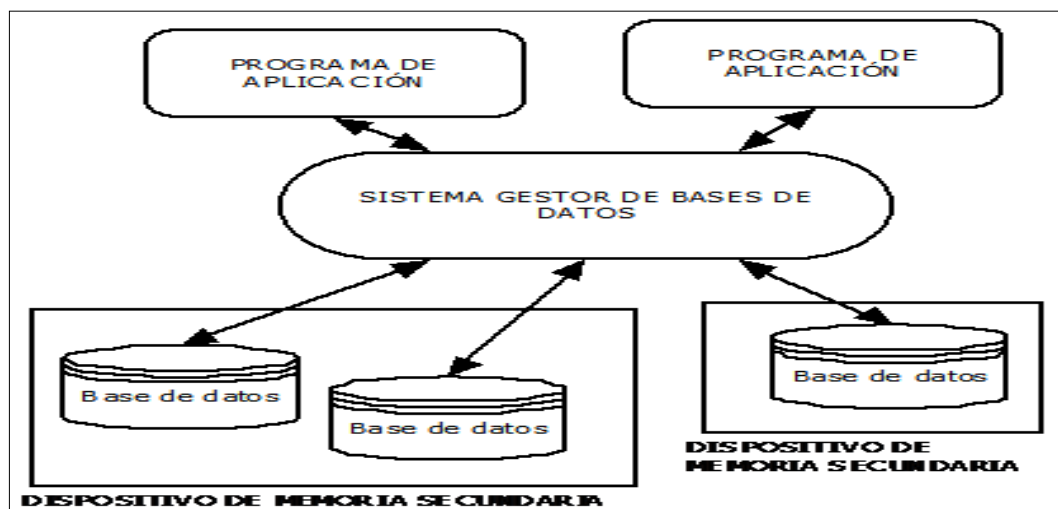 PROGRAMA DE
APLICACIÓN
PROGRAMA DE
APLICACIÓN
SISTEMA GESTOR DE BASES DE
DATOS
Base de datos
Base de datos
Base de datos
DISPOSITIVO DE MEMORIA SECUNDARIA
DISPOSITIVO DE
MEMORIA SECUNDARIA